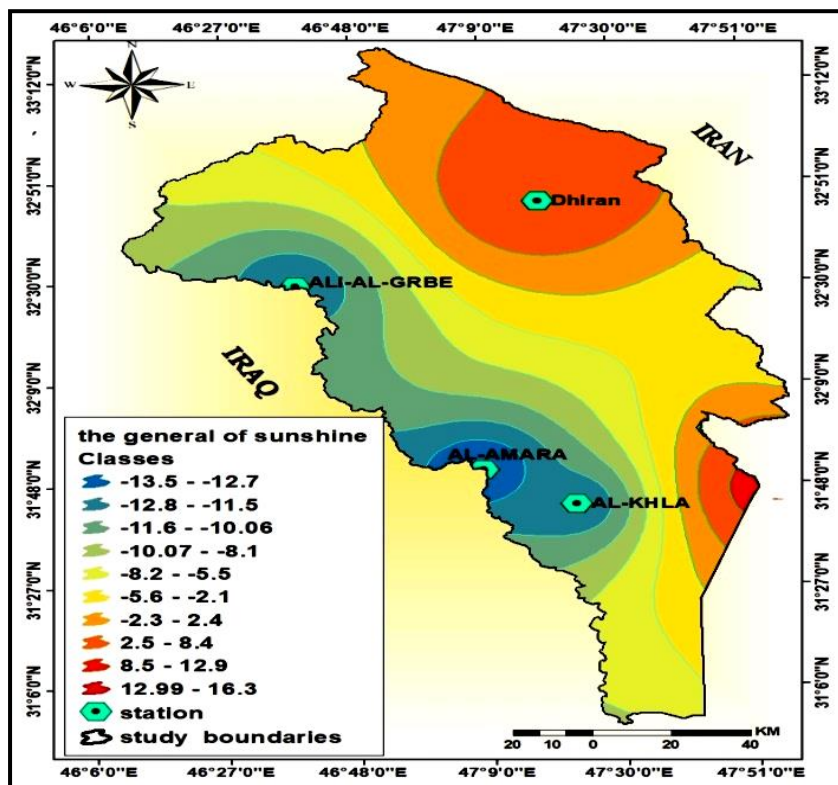 46°6'0"E 46°27'0"E 46°48'0"E 47°9'0"E 47°30'0"E 47°51'0"E
N
W E
S
33°12'0"N
32°51'0"N
32°30'0"N
32°9'0"N
31°48'0"N
31°27'0"N
31°6'0"N
IRAN
Dhiran
ALI-AL-GRBE
IRAQ
AL-AMARA
AL-KHLA
the general of sunshine
Classes
-13.5 - -12.7
-12.8 - -11.5
-11.6 - -10.06
-10.07 - -8.1
-8.2 - -5.5
-5.6 - -2.1
-2.3 - 2.4
2.5 - 8.4
8.5 - 12.9
12.99 - 16.3
station
study boundaries
KM
20 10 0 20 40
33°12'0"N
32°51'0"N
32°30'0"N
32°9'0"N
31°48'0"N
31°27'0"N
31°6'0"N
46°6'0"E 46°27'0"E 46°48'0"E 47°9'0"E 47°30'0"E 47°51'0"E